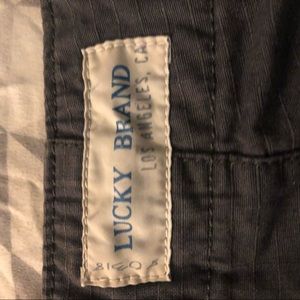 LUCKY BRAND
LOS ANGELES, CA